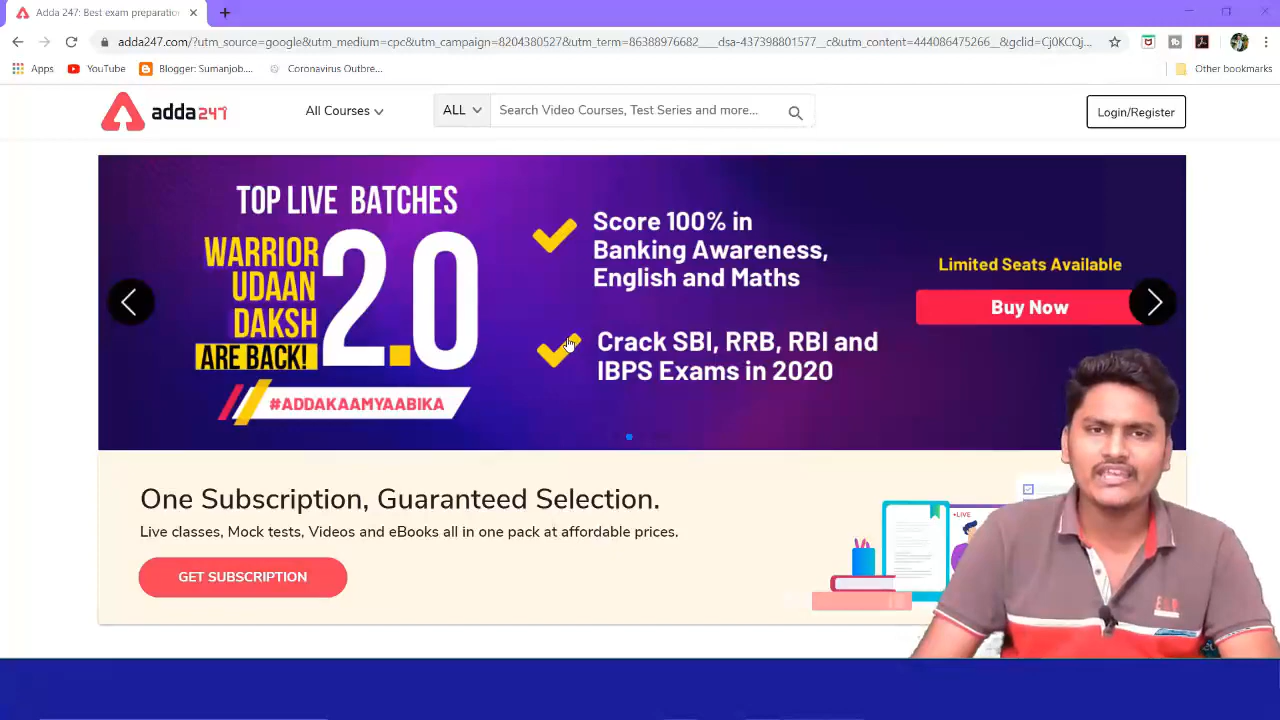 Adda 247: Best exam preparation
adda247.com/?utm_source=google&utm_medium=cpc&utm_campaign=8204380527&utm_term=86388976682___dsa-437398801577__c&utm_content=444086475266__&gclid=Cj0KCQj...
Apps YouTube Blogger: Sumanjob.... Coronavirus Outbre... Other bookmarks
adda247 All Courses ALL Search Video Courses, Test Series and more... Login/Register
TOP LIVE BATCHES
WARRIOR
UDAAN
DAKSH
ARE BACK!
2.0
#ADDAKAAMYAABIKA
Score 100% in
Banking Awareness,
English and Maths
Crack SBI, RRB, RBI and
IBPS Exams in 2020
Limited Seats Available
Buy Now
One Subscription, Guaranteed Selection.
Live classes, Mock tests, Videos and eBooks all in one pack at affordable prices.
GET SUBSCRIPTION
•LIVE